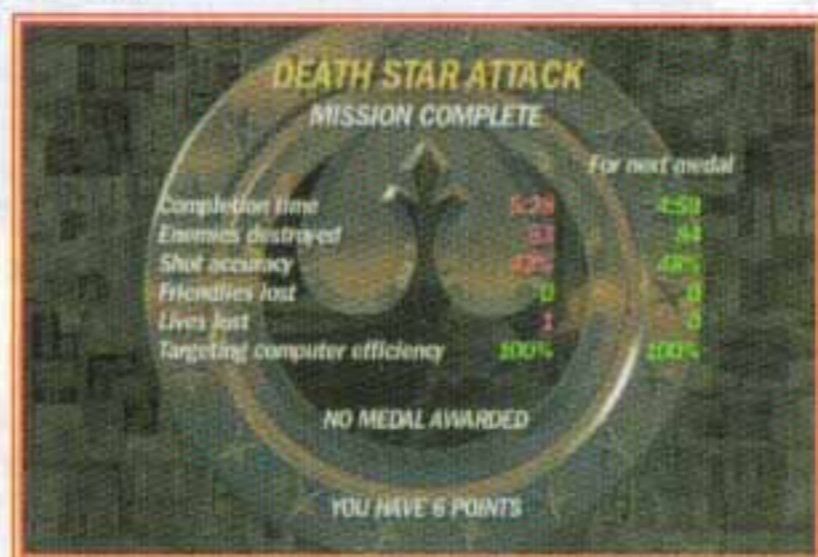 DEATH STAR ATTACK
MISSION COMPLETE
For next medal
Completion time
Enemies destroyed
Shot accuracy
Friendlies lost 0 0
Lives lost 1 0
Targeting computer efficiency 100% 100%
NO MEDAL AWARDED
YOU HAVE 6 POINTS